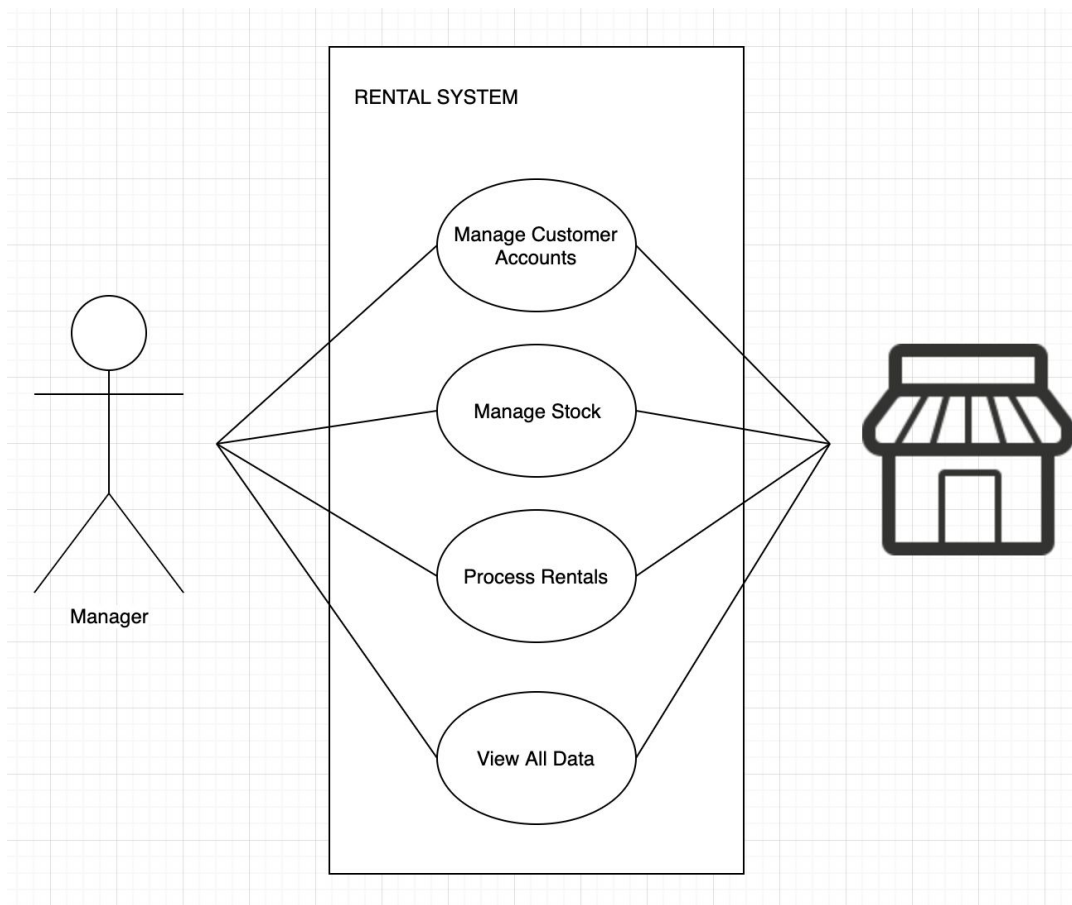 RENTAL SYSTEM
Manage Customer
Accounts
Manage Stock
Process Rentals
Manager
View All Data